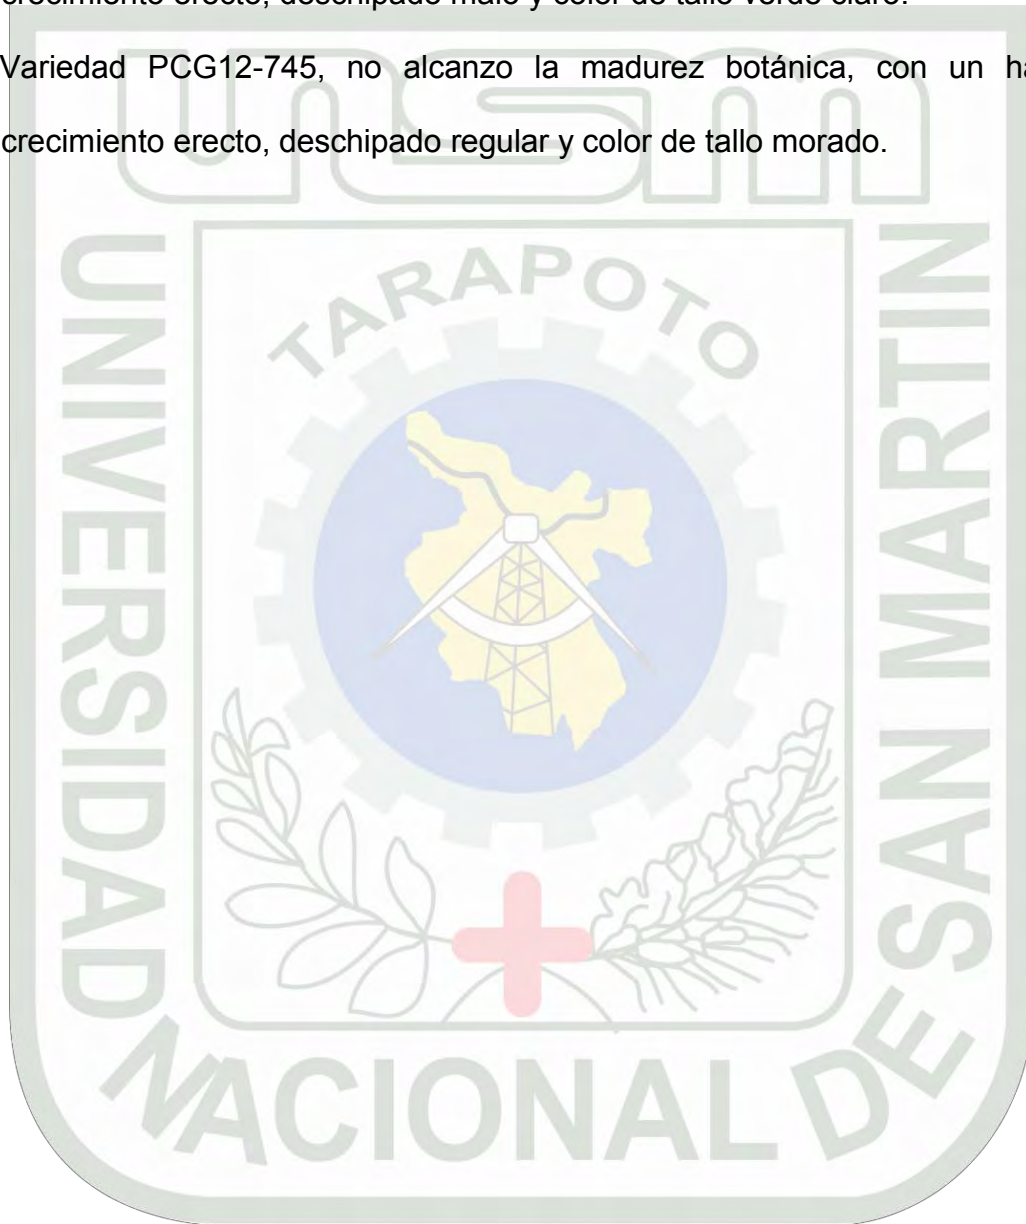 crecimiento erecto, deschipado malo y color de tallo verde claro.
Variedad PCG12-745, no alcanzo la madurez botánica, con un
crecimiento erecto, deschipado regular y color de tallo morado.
unsm
TARAPOTO
UNIVERSIDAD NACIONAL DE SAN MARTIN